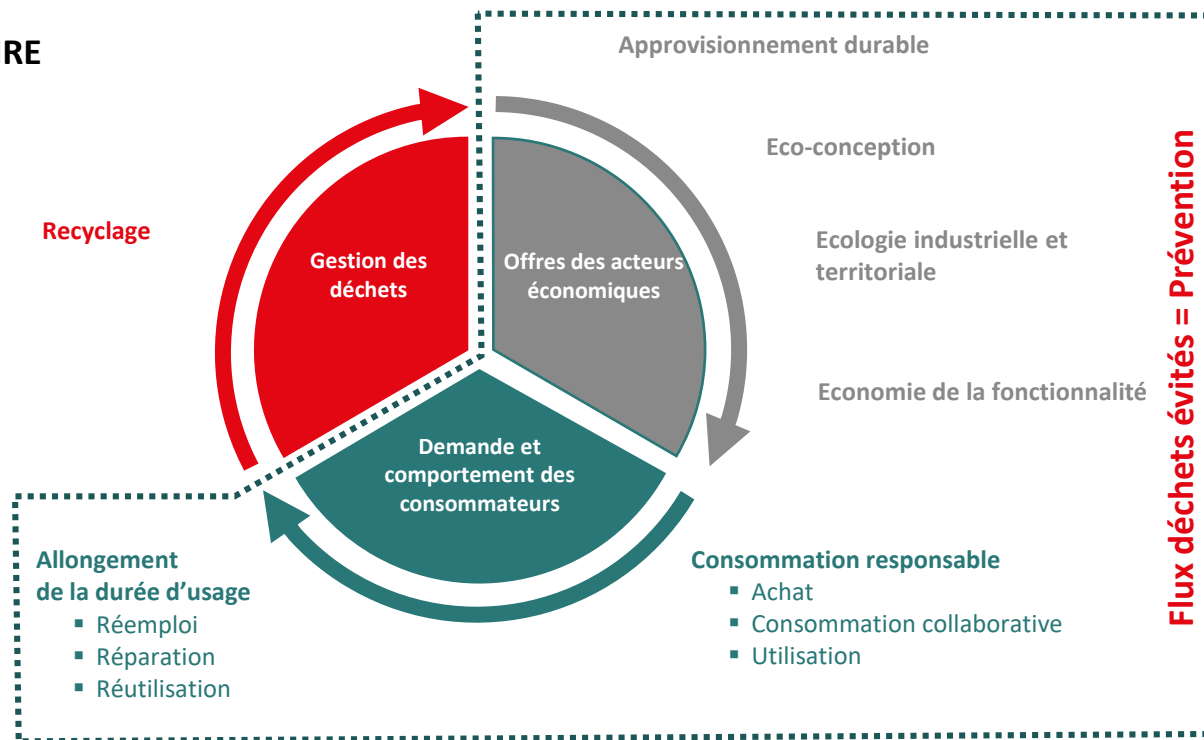 IRE
Approvisionnement durable
Eco-conception
Ecologie industrielle et
territoriale
Economie de la fonctionnalité
Recyclage
Gestion des
déchets
Offres des acteurs
économiques
Demande et
comportement des
consommateurs
Allongement
de la durée d’usage
▪ Réemploi
▪ Réparation
▪ Réutilisation
Consommation responsable
▪ Achat
▪ Consommation collaborative
▪ Utilisation
Flux déchets évités = Prévention